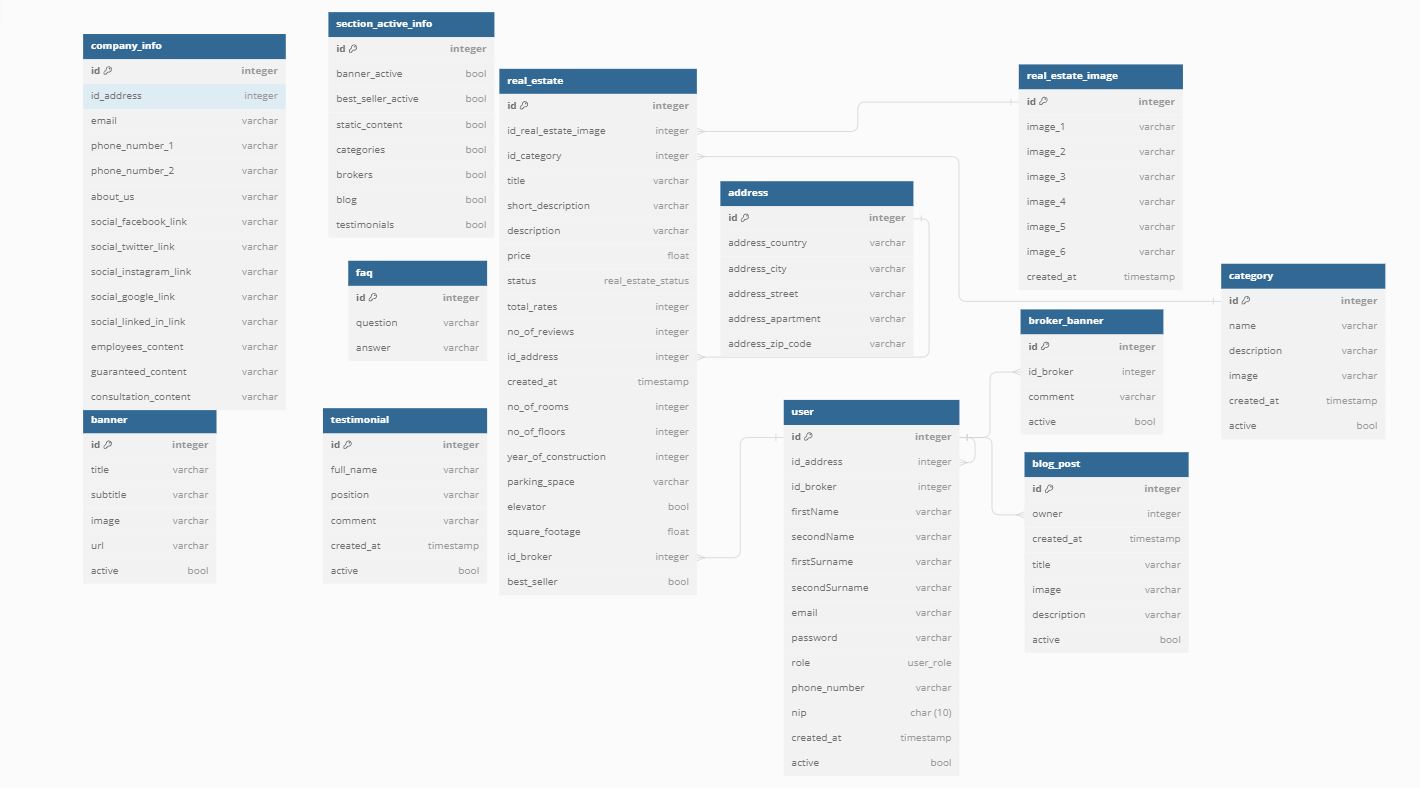 company_info
id integer
id_address integer
email varchar
phone_number_1 varchar
phone_number_2 varchar
about_us varchar
social_facebook_link varchar
social_twitter_link varchar
social_instagram_link varchar
social_google_link varchar
social_linked_in_link varchar
employees_content varchar
guaranteed_content varchar
consultation_content varchar
banner
id integer
title varchar
subtitle varchar
image varchar
url varchar
active bool
section_active_info
id integer
banner_active bool
best_seller_active bool
static_content bool
categories bool
brokers bool
blog bool
testimonials bool
faq
id integer
question varchar
answer varchar
testimonial
id integer
full_name varchar
position varchar
comment varchar
created_at timestamp
active bool
real_estate
id integer
id_real_estate_image integer
id_category integer
title varchar
short_description varchar
description varchar
price float
status real_estate_status
total_rates integer
no_of_reviews integer
id_address integer
created_at timestamp
no_of_rooms integer
no_of_floors integer
year_of_construction integer
parking_space varchar
elevator bool
square_footage float
id_broker integer
best_seller bool
address
id integer
address_country varchar
address_city varchar
address_street varchar
address_apartment varchar
address_zip_code varchar
user
id integer
id_address integer
id_broker integer
firstName varchar
secondName varchar
firstSurname varchar
secondSurname varchar
email varchar
password varchar
role user_role
phone_number varchar
nip char (10)
created_at timestamp
active bool
real_estate_image
id integer
image_1 varchar
image_2 varchar
image_3 varchar
image_4 varchar
image_5 varchar
image_6 varchar
created_at timestamp
broker_banner
id integer
id_broker integer
comment varchar
active bool
blog_post
id integer
owner integer
created_at timestamp
title varchar
image varchar
description varchar
active bool
category
id integer
name varchar
description varchar
image varchar
created_at timestamp
active bool